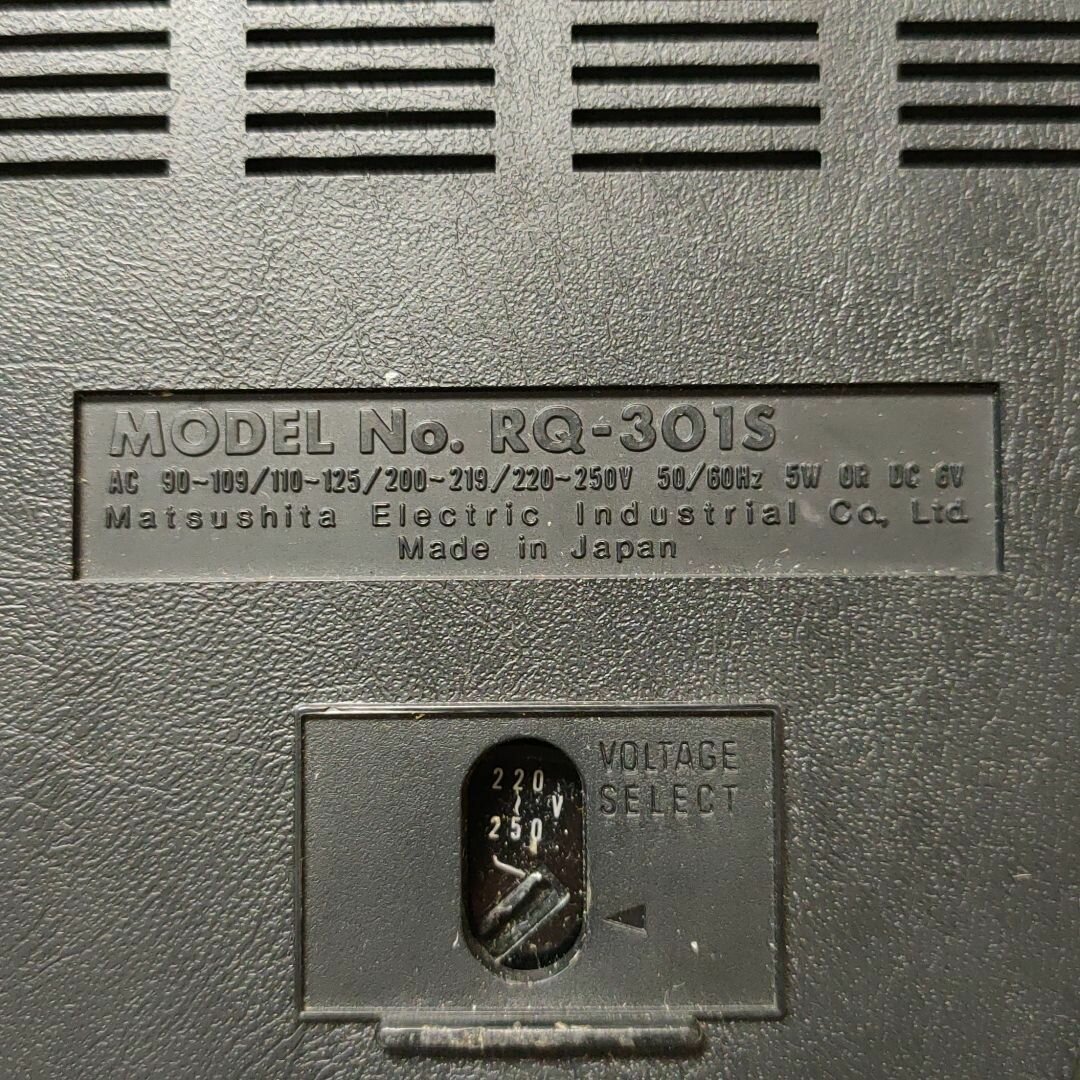 MODEL No. RQ-301S
AC 90~109/110~125/200~219/220~250V 50/60Hz 5W OR DC 6V
Matsushita Electric Industrial Co., Ltd.
Made in Japan
VOLTAGE
SELECT
220
~ V
250